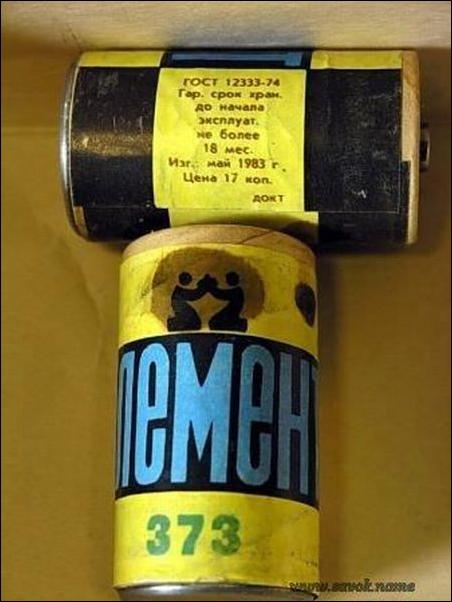 ГОСТ 12333-74
Гар. срок хран.
до начала
эксплуат.
не более
18 мес.
Изг. май 1983 г.
Цена 17 коп.
докт
лемен
373
www.savok.name